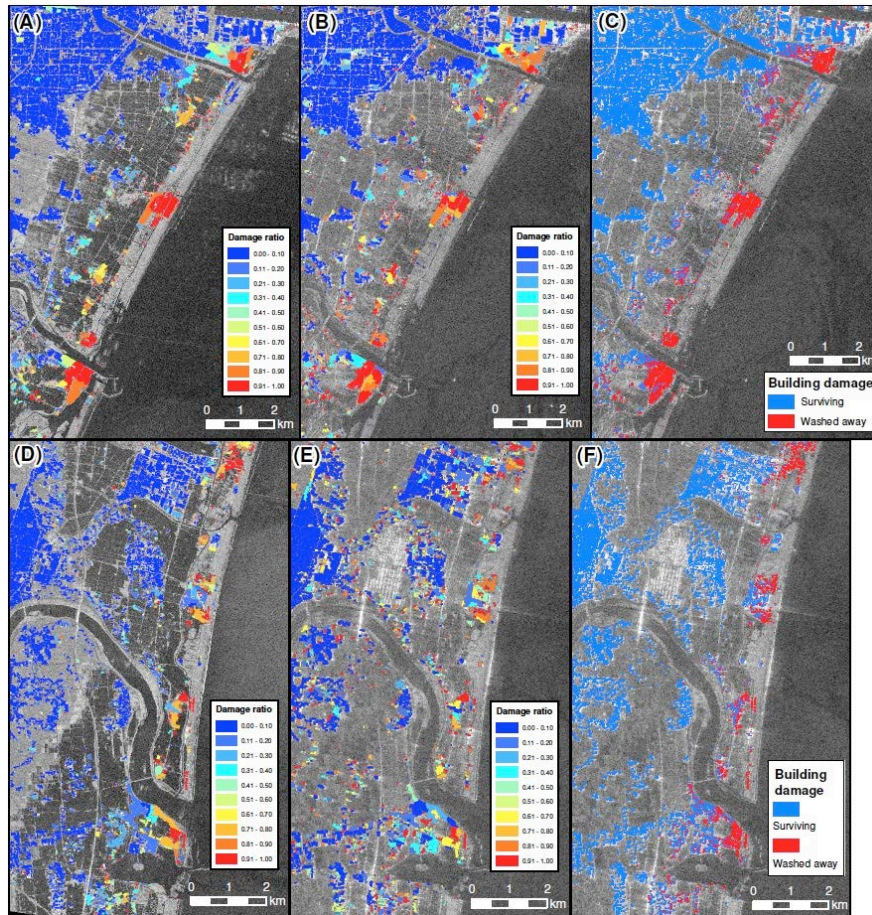 (A)
Damage ratio
0.00 - 0.10
0.11 - 0.20
0.21 - 0.30
0.31 - 0.40
0.41 - 0.50
0.51 - 0.60
0.61 - 0.70
0.71 - 0.80
0.81 - 0.90
0.91 - 1.00
0 1 2
km
(B)
Damage ratio
0.00 - 0.10
0.11 - 0.20
0.21 - 0.30
0.31 - 0.40
0.41 - 0.50
0.51 - 0.60
0.61 - 0.70
0.71 - 0.80
0.81 - 0.90
0.91 - 1.00
0 1 2
km
(C)
0 1 2
km
Building damage
Surviving
Washed away
(D)
Damage ratio
0.00 - 0.10
0.11 - 0.20
0.21 - 0.30
0.31 - 0.40
0.41 - 0.50
0.51 - 0.60
0.61 - 0.70
0.71 - 0.80
0.81 - 0.90
0.91 - 1.00
0 1 2
km
(E)
Damage ratio
0.00 - 0.10
0.11 - 0.20
0.21 - 0.30
0.31 - 0.40
0.41 - 0.50
0.51 - 0.60
0.61 - 0.70
0.71 - 0.80
0.81 - 0.90
0.91 - 1.00
0 1 2
km
(F)
Building
damage
Surviving
Washed away
0 1 2
km